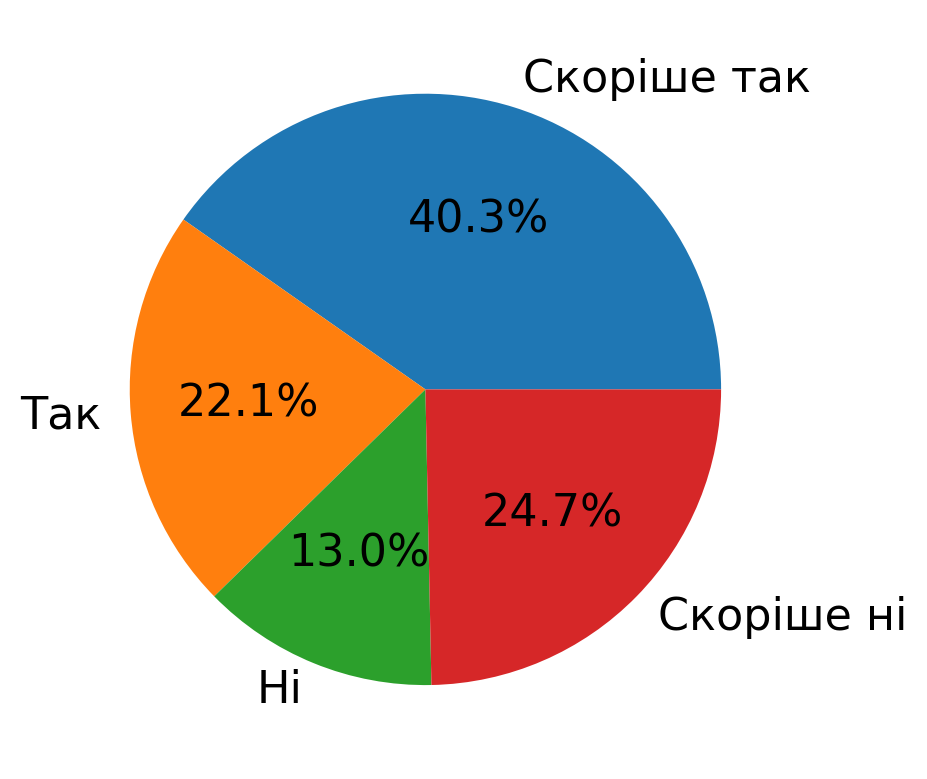 Скоріше так
40.3%
22.1%
Так
24.7%
13.0%
Скоріше ні
Ні